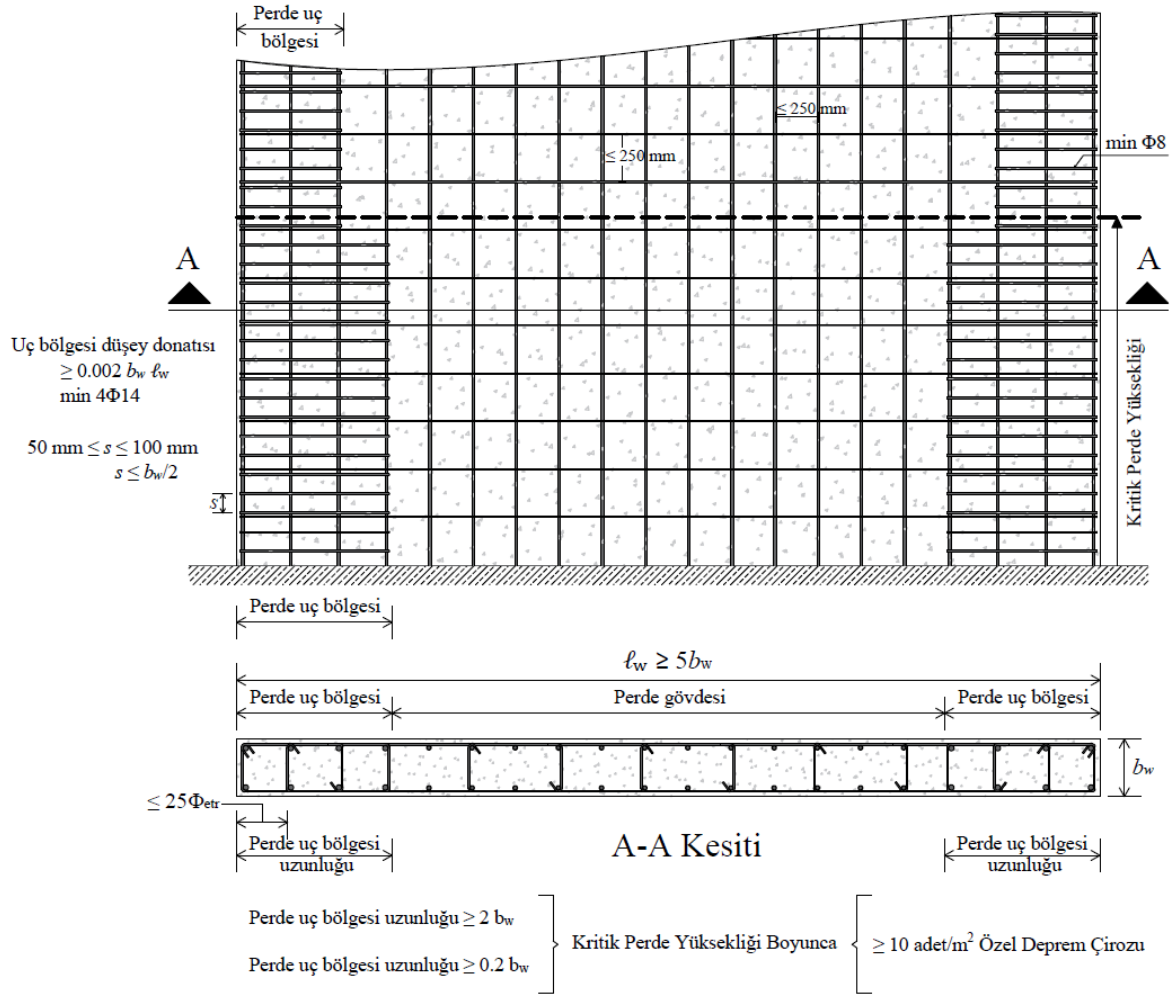 Perde uç
bölgesi
≤ 250 mm
≤ 250 mm
min Φ8
A
A
Uç bölgesi düşey donatısı
≥ 0.002 bw ℓw
min 4Φ14
50 mm ≤ s ≤ 100 mm
s ≤ bw/2
s
Kritik Perde Yüksekliği
Perde uç bölgesi
ℓw ≥ 5bw
Perde uç bölgesi
Perde gövdesi
Perde uç bölgesi
bw
≤ 25Φetr
Perde uç bölgesi
uzunluğu
A-A Kesiti
Perde uç bölgesi
uzunluğu
Perde uç bölgesi uzunluğu ≥ 2 bw
Perde uç bölgesi uzunluğu ≥ 0.2 bw
Kritik Perde Yüksekliği Boyunca
≥ 10 adet/m² Özel Deprem Çirozu